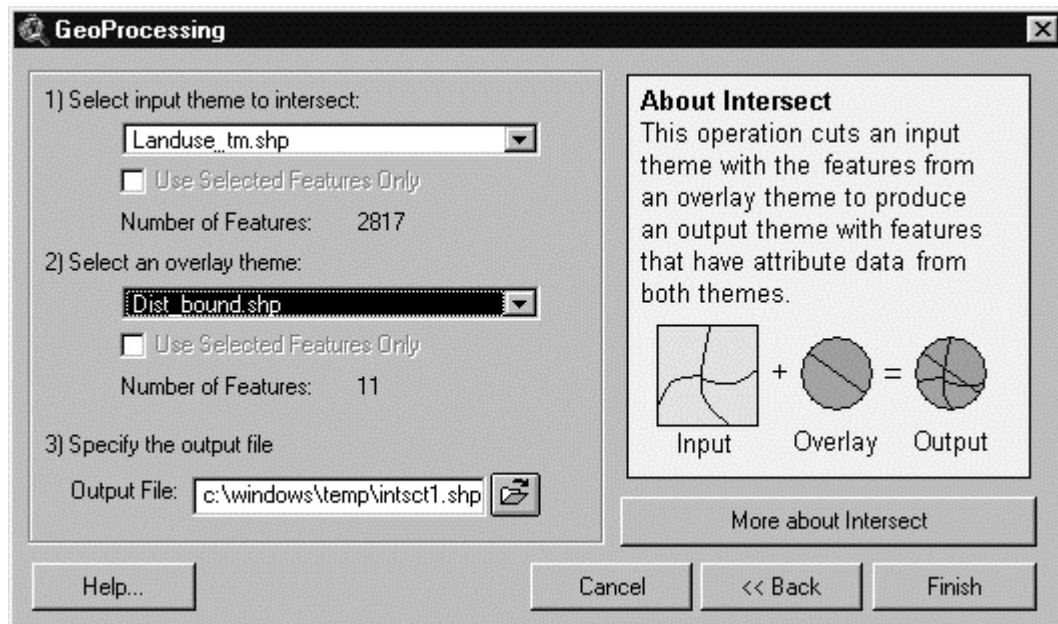 GeoProcessing
1) Select input theme to intersect:
Landuse_tm.shp
Use Selected Features Only
Number of Features: 2817
2) Select an overlay theme:
Dist_bound.shp
Use Selected Features Only
Number of Features: 11
3) Specify the output file
Output File: c:\windows\temp\intsct1.shp
About Intersect
This operation cuts an input
theme with the features from
an overlay theme to produce
an output theme with features
that have attribute data from
both themes.
+ =
Input Overlay Output
More about Intersect
Help... Cancel << Back Finish